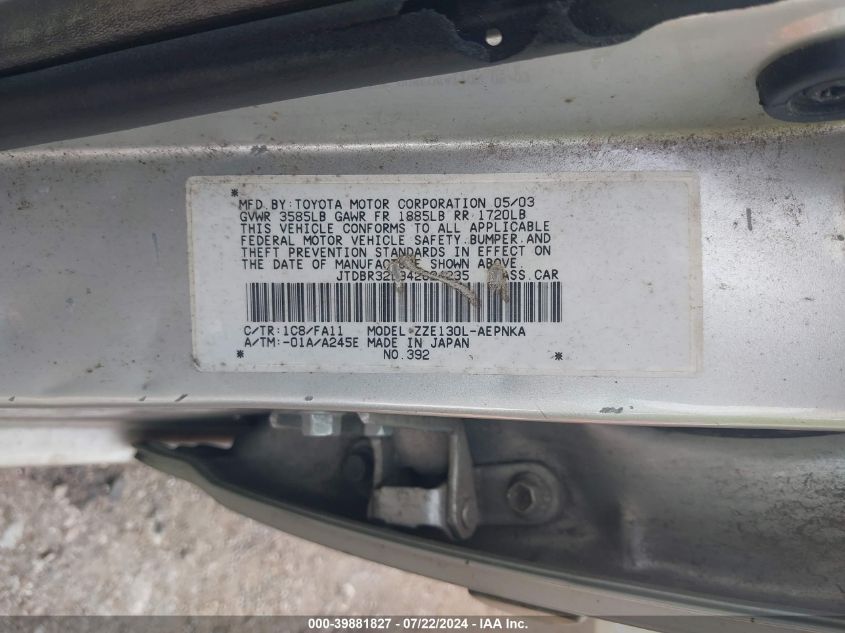 *
MFD. BY: TOYOTA MOTOR CORPORATION 05/03
GVWR 3585LB GAWR FR 1885LB RR 1720LB
THIS VEHICLE CONFORMS TO ALL APPLICABLE
FEDERAL MOTOR VEHICLE SAFETY, BUMPER, AND
THEFT PREVENTION STANDARDS IN EFFECT ON
THE DATE OF SHOWN ABOVE.
CAR
C/TR: 1C8/FA11 MODEL: ZZE130L-AEPNKA
A/TM: -01A/A245E MADE IN JAPAN
* NO. 392 *
000-39881827 - 07/22/2024 - IAA Inc.